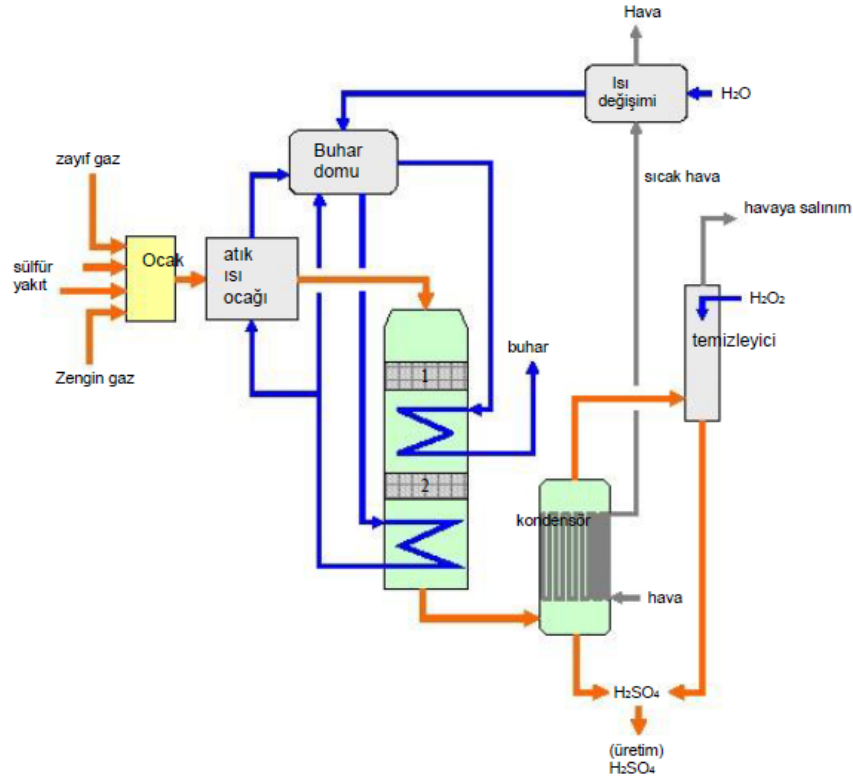 Hava
Isı
değişimi
H₂O
Buhar
domu
zayıf gaz
sıcak hava
havaya salınım
sülfür
yakıt
Ocak
atık
ısı
ocağı
H₂O₂
temizleyici
buhar
Zengin gaz
1
2
kondensör
hava
H₂SO₄
(üretim)
H₂SO₄